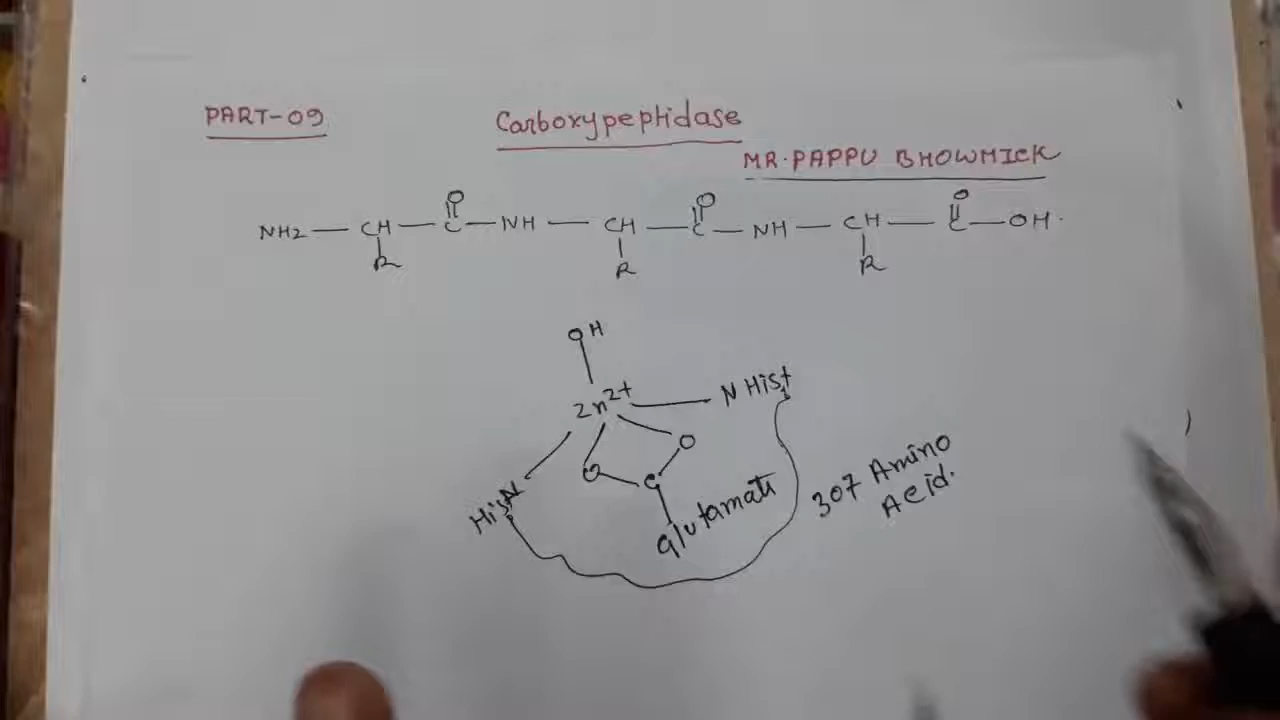 PART-09
Carboxypeptidase
MR. PAPPU BHOWMICK
O O O
NH2 — CH — C — NH — CH — C — NH — CH — C — OH.
R R R
OH
Zn2+ N Hist
O
O C
HisN
glutamate
307 Amino
Acid.